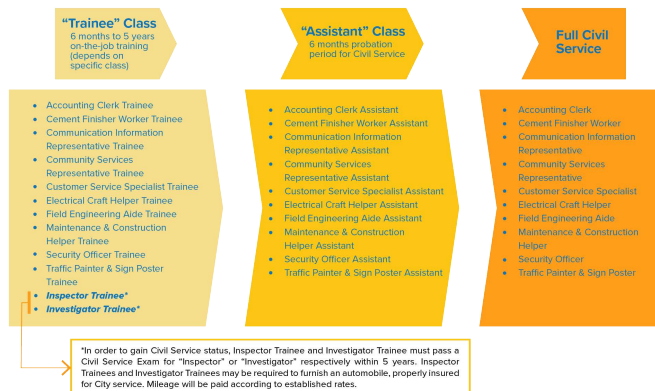 “Trainee” Class
6 months to 5 years
on-the-job training
(depends on
specific class)
“Assistant” Class
6 months probation
period for Civil Service
Full Civil
Service
• Accounting Clerk Trainee
• Cement Finisher Worker Trainee
• Communication Information
Representative Trainee
• Community Services
Representative Trainee
• Customer Service Specialist Trainee
• Electrical Craft Helper Trainee
• Field Engineering Aide Trainee
• Maintenance & Construction
Helper Trainee
• Security Officer Trainee
• Traffic Painter & Sign Poster
Trainee
• Inspector Trainee*
• Investigator Trainee*
• Accounting Clerk Assistant
• Cement Finisher Worker Assistant
• Communication Information
Representative Assistant
• Community Services
Representative Assistant
• Customer Service Specialist Assistant
• Electrical Craft Helper Assistant
• Field Engineering Aide Assistant
• Maintenance & Construction
Helper Assistant
• Security Officer Assistant
• Traffic Painter & Sign Poster Assistant
• Accounting Clerk
• Cement Finisher Worker
• Communication Information
Representative
• Community Services
Representative
• Customer Service Specialist
• Electrical Craft Helper
• Field Engineering Aide
• Maintenance & Construction
Helper
• Security Officer
• Traffic Painter & Sign Poster
*In order to gain Civil Service status, Inspector Trainee and Investigator Trainee must pass a
Civil Service Exam for “Inspector” or “Investigator” respectively within 5 years. Inspector
Trainees and Investigator Trainees may be required to furnish an automobile, properly insured
for City service. Mileage will be paid according to established rates.